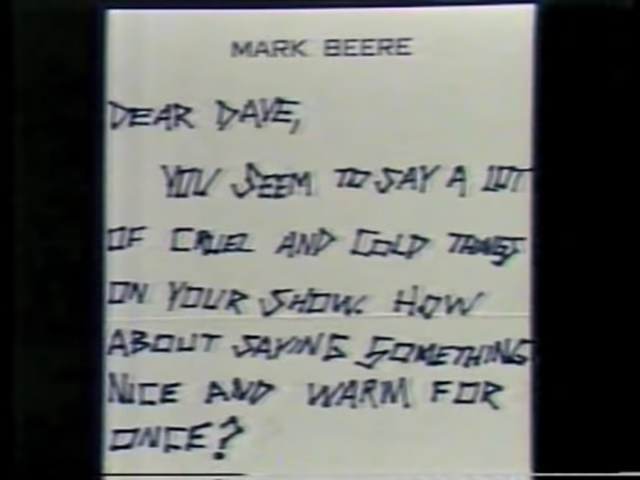 MARK BEERE
DEAR DAVE,
YOU SEEM TO SAY A LOT
OF CRUEL AND COLD THINGS
ON YOUR SHOW. HOW
ABOUT SAYING SOMETHING
NICE AND WARM FOR
ONCE?